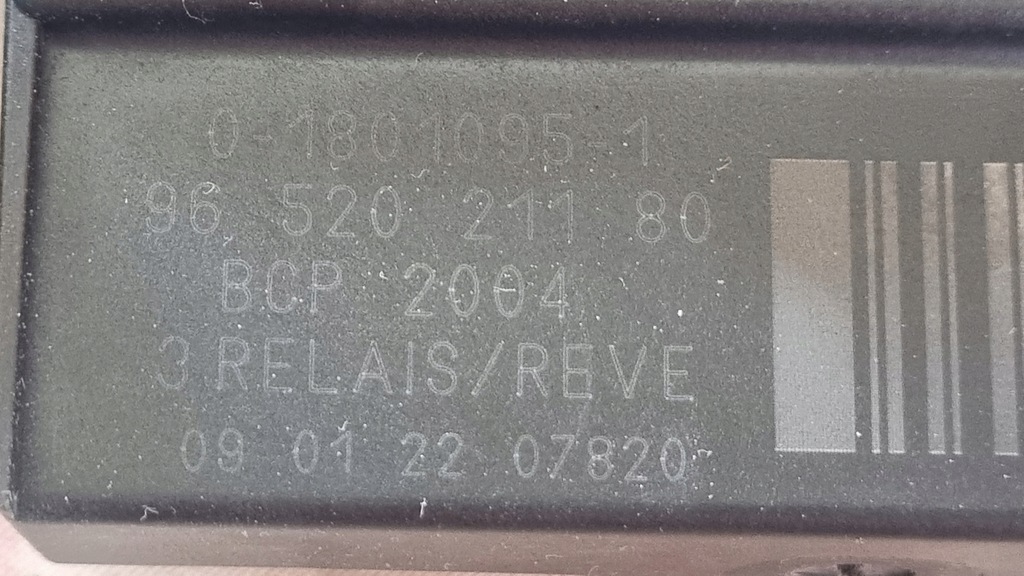 0-1801095-1
96 520 211 80
BCP 2004
3 RELAIS/REVE
09 01 22 07820